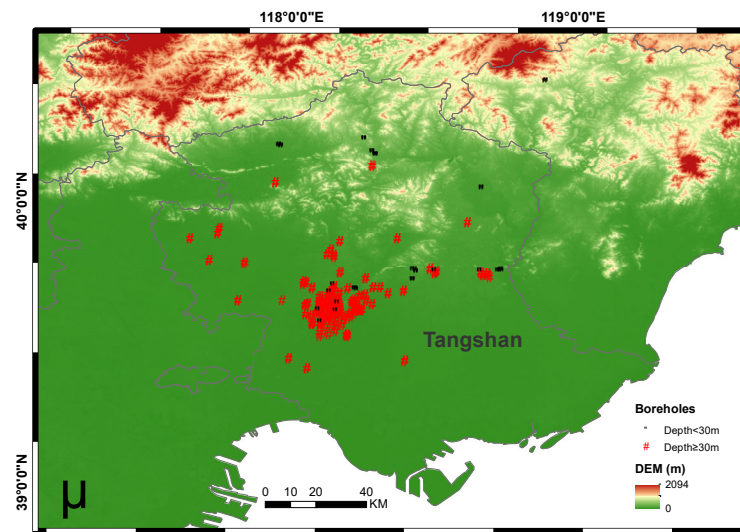 118°0'0"E 119°0'0"E
40°0'0"N
39°0'0"N
Tangshan
Boreholes
" Depth<30m
# Depth≥30m
DEM (m)
2094
0
µ
0 10 20 40
KM